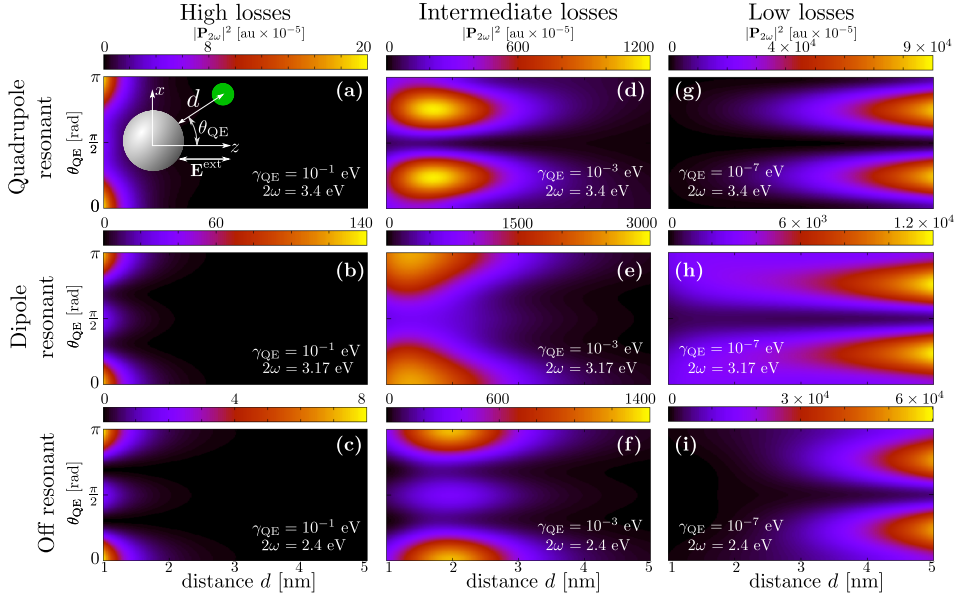 High losses
Intermediate losses
Low losses
|P₂ω|² [au × 10⁻⁵]
|P₂ω|² [au × 10⁻⁵]
|P₂ω|² [au × 10⁻⁵]
0 8 20
0 600 1200
0 4 × 10⁴ 9 × 10⁴
Quadrupole
resonant
θQE [rad]
π
π/2
0
(a)
x
d
θQE
z
Eᵉˣᵗ
γQE = 10⁻¹ eV
2ω = 3.4 eV
(d)
γQE = 10⁻³ eV
2ω = 3.4 eV
(g)
γQE = 10⁻⁷ eV
2ω = 3.4 eV
0 60 140
0 1500 3000
0 6 × 10³ 1.2 × 10⁴
Dipole
resonant
θQE [rad]
π
π/2
0
(b)
γQE = 10⁻¹ eV
2ω = 3.17 eV
(e)
γQE = 10⁻³ eV
2ω = 3.17 eV
(h)
γQE = 10⁻⁷ eV
2ω = 3.17 eV
0 4 8
0 600 1400
0 3 × 10⁴ 6 × 10⁴
Off resonant
θQE [rad]
π
π/2
0
(c)
γQE = 10⁻¹ eV
2ω = 2.4 eV
(f)
γQE = 10⁻³ eV
2ω = 2.4 eV
(i)
γQE = 10⁻⁷ eV
2ω = 2.4 eV
1 2 3 4 5
1 2 3 4 5
1 2 3 4 5
distance d [nm]
distance d [nm]
distance d [nm]